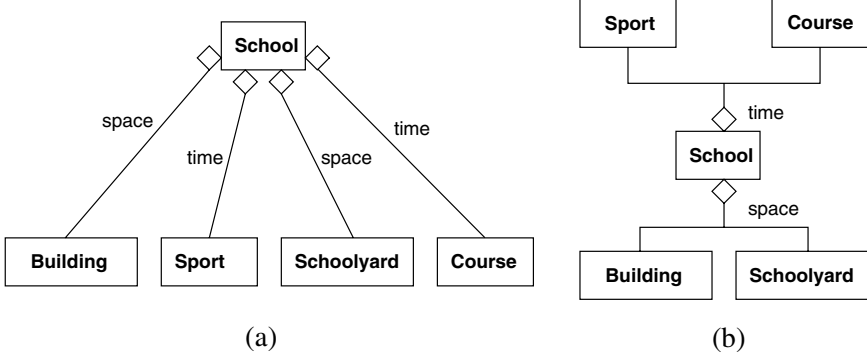 School
space
time
space
time
Building
Sport
Schoolyard
Course
(a)
Sport
Course
time
School
space
Building
Schoolyard
(b)